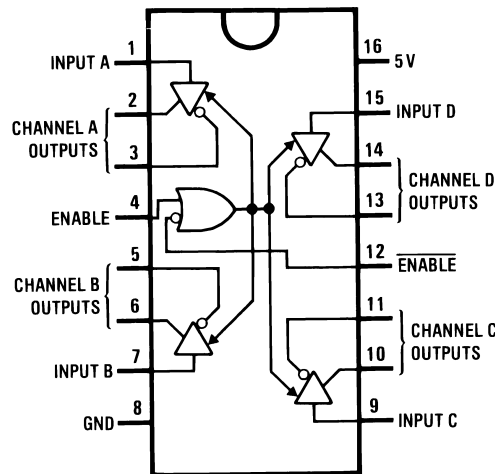 1
INPUT A
2
CHANNEL A
OUTPUTS
3
4
ENABLE
5
CHANNEL B
OUTPUTS
6
7
INPUT B
8
GND
16
5 V
15
INPUT D
14
CHANNEL D
OUTPUTS
13
12
ENABLE
11
CHANNEL C
OUTPUTS
10
9
INPUT C